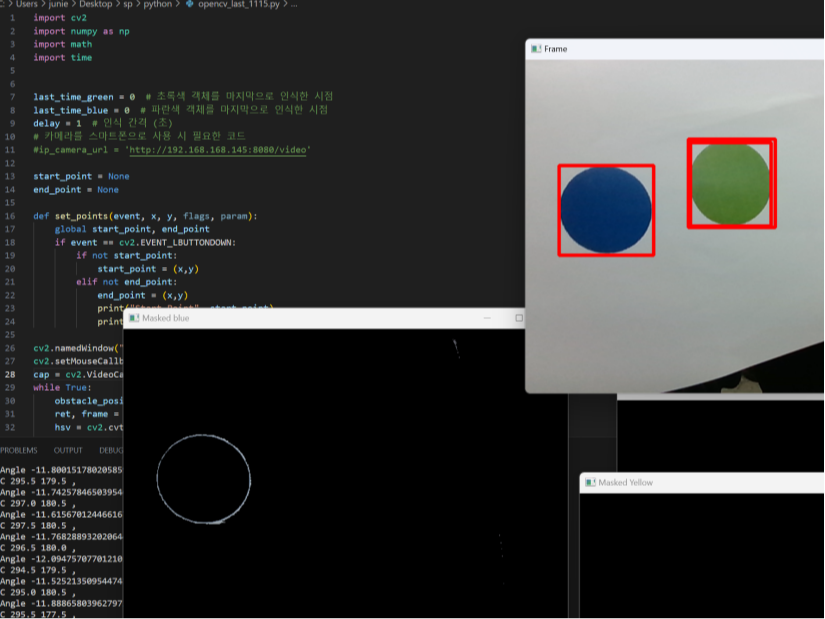 C: > Users > junie > Desktop > sp > python > opencv_last_1115.py > ...
1 import cv2
2 import numpy as np
3 import math
4 import time
5
6
7 last_time_green = 0 # 초록색 객체를 마지막으로 인식한 시점
8 last_time_blue = 0 # 파란색 객체를 마지막으로 인식한 시점
9 delay = 1 # 인식 간격 (초)
10 # 카메라를 스마트폰으로 사용 시 필요한 코드
11 #ip_camera_url = 'http://192.168.168.145:8080/video'
12
13 start_point = None
14 end_point = None
15
16 def set_points(event, x, y, flags, param):
17 global start_point, end_point
18 if event == cv2.EVENT_LBUTTONDOWN:
19 if not start_point:
20 start_point = (x,y)
21 elif not end_point:
22 end_point = (x,y)
23 print("Start Point", start_point)
24 print
25
26 cv2.namedWindow("
27 cv2.setMouseCallb
28 cap = cv2.VideoCa
29 while True:
30 obstacle_posi
31 ret, frame =
32 hsv = cv2.cvt
PROBLEMS OUTPUT DEBUG
Angle -11.80015178020585
C 295.5 179.5 ,
Angle -11.74257846503954
C 297.0 180.5 ,
Angle -11.61567012446616
C 297.5 180.5 ,
Angle -11.76828893202064
C 296.5 180.0 ,
Angle -12.09475707701210
C 294.5 179.5 ,
Angle -11.52521350954474
C 295.0 180.5 ,
Angle -11.88865803962797
C 295.5 177.5 ,
Frame
Masked blue
Masked Yellow